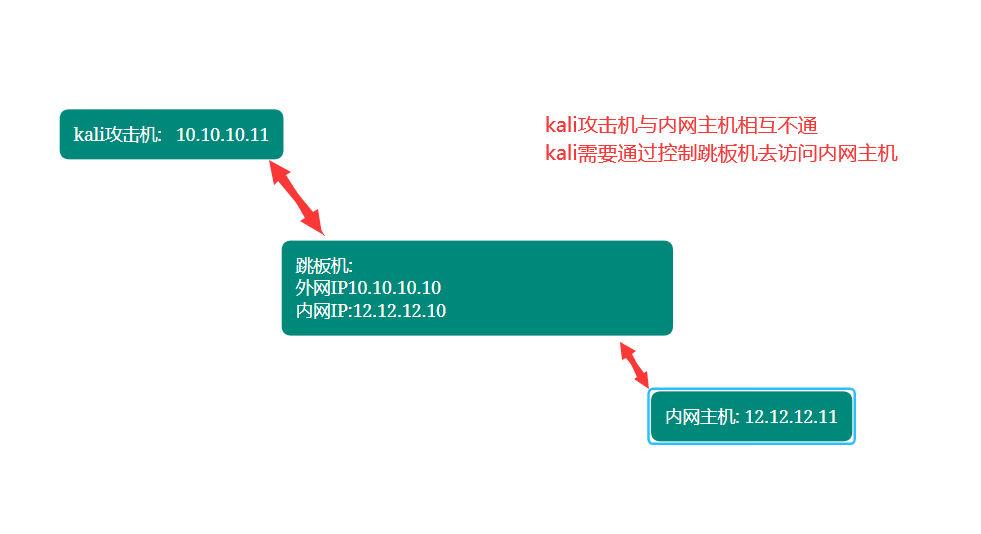 kali攻击机与内网主机相互不通
kali需要通过控制跳板机去访问内网主机
kali攻击机: 10.10.10.11
跳板机:
外网IP10.10.10.10
内网IP:12.12.12.10
内网主机: 12.12.12.11